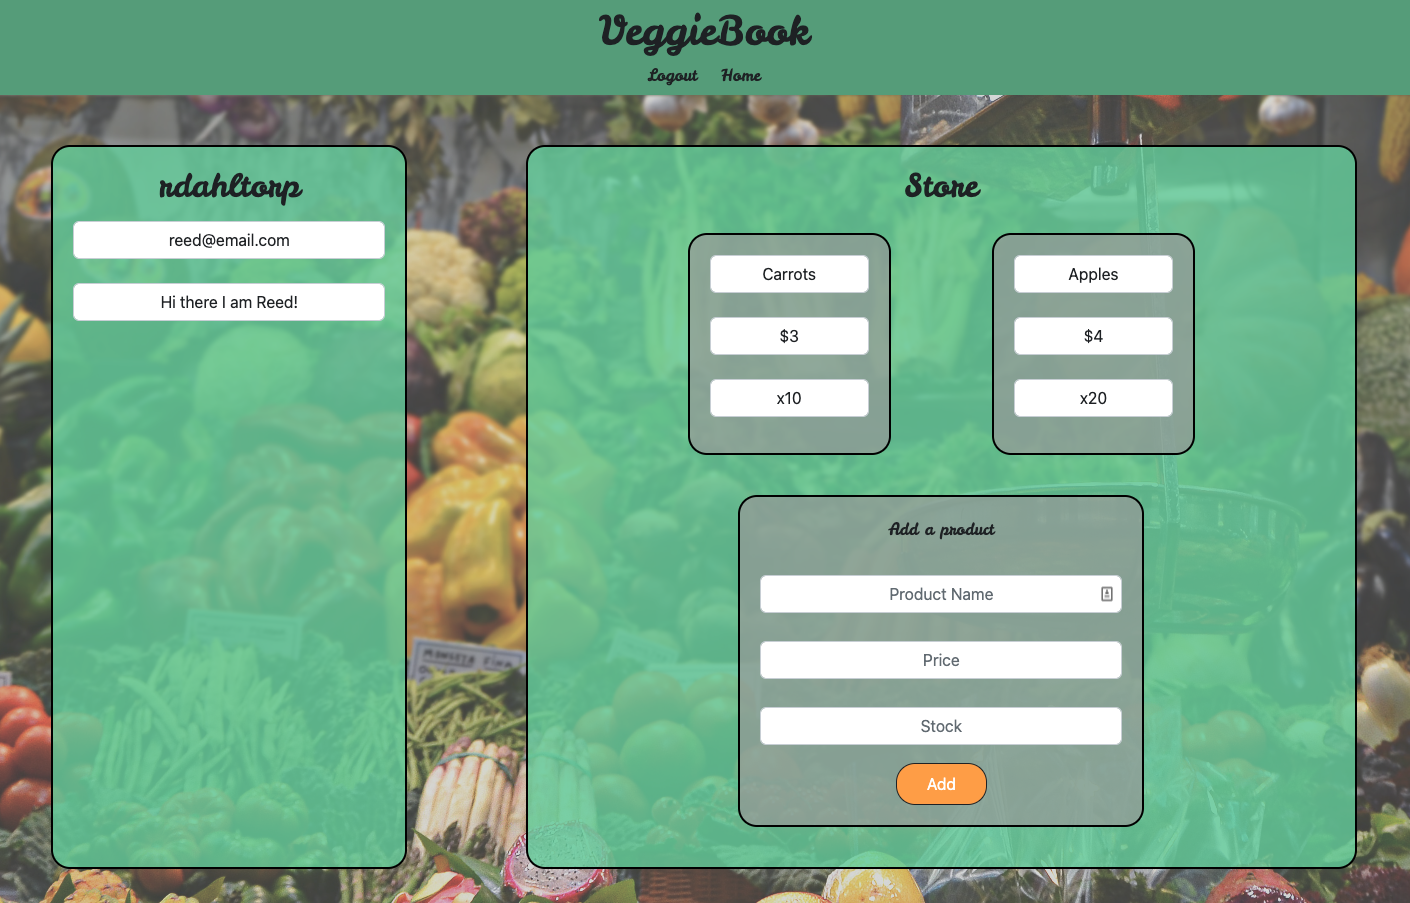 VeggieBook
Logout Home
rdahltorp
reed@email.com
Hi there I am Reed!
Store
Carrots
$3
x10
Apples
$4
x20
Add a product
Product Name
Price
Stock
Add